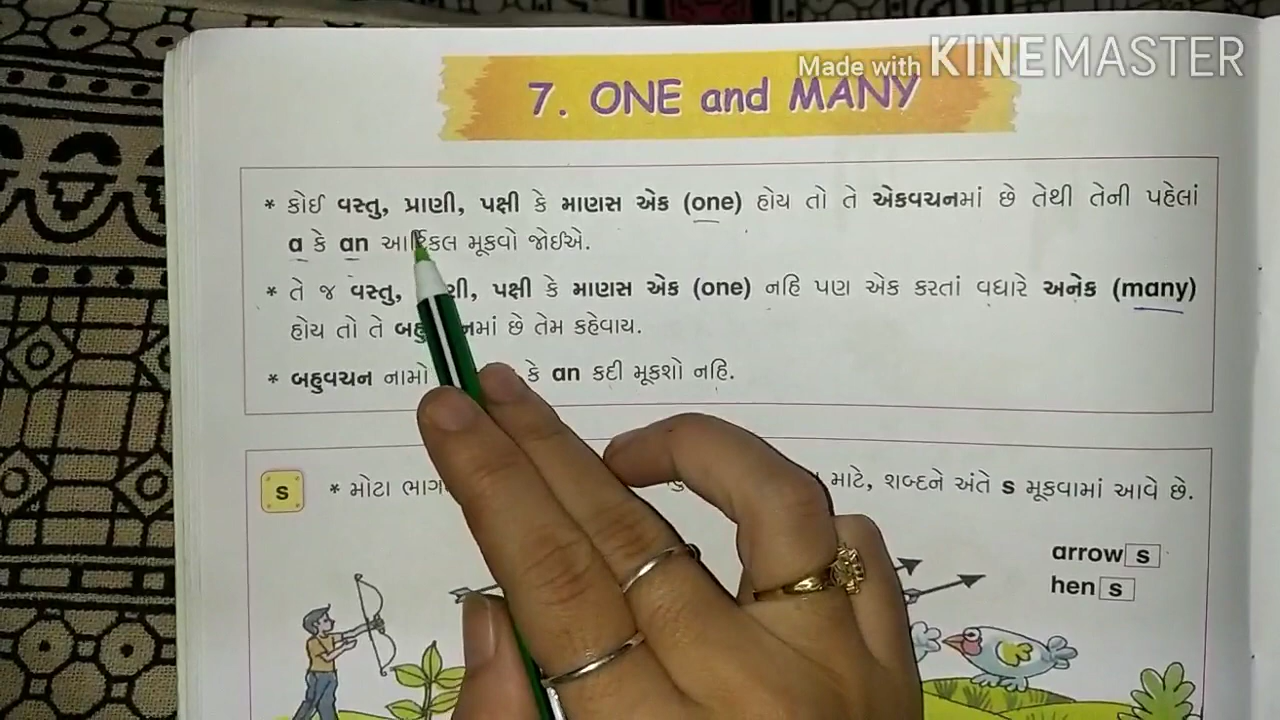 Made with KINEMASTER
7. ONE and MANY
* કોઈ વસ્તુ, પ્રાણી, પક્ષી કે માણસ એક (one) હોય તો તે એકવચનમાં છે તેથી તેની પહેલાં
a કે an આર્ટિકલ મૂકવો જોઈએ.
* તે જ વસ્તુ, પક્ષી કે માણસ એક (one) નહિ પણ એક કરતાં વધારે અનેક (many)
હોય તો તે છે તેમ કહેવાય.
* બહુવચન નામો કે an કદી મૂકશો નહિ.
s * મોટા માટે, શબ્દને અંતે s મૂકવામાં આવે છે.
arrow s
hen s